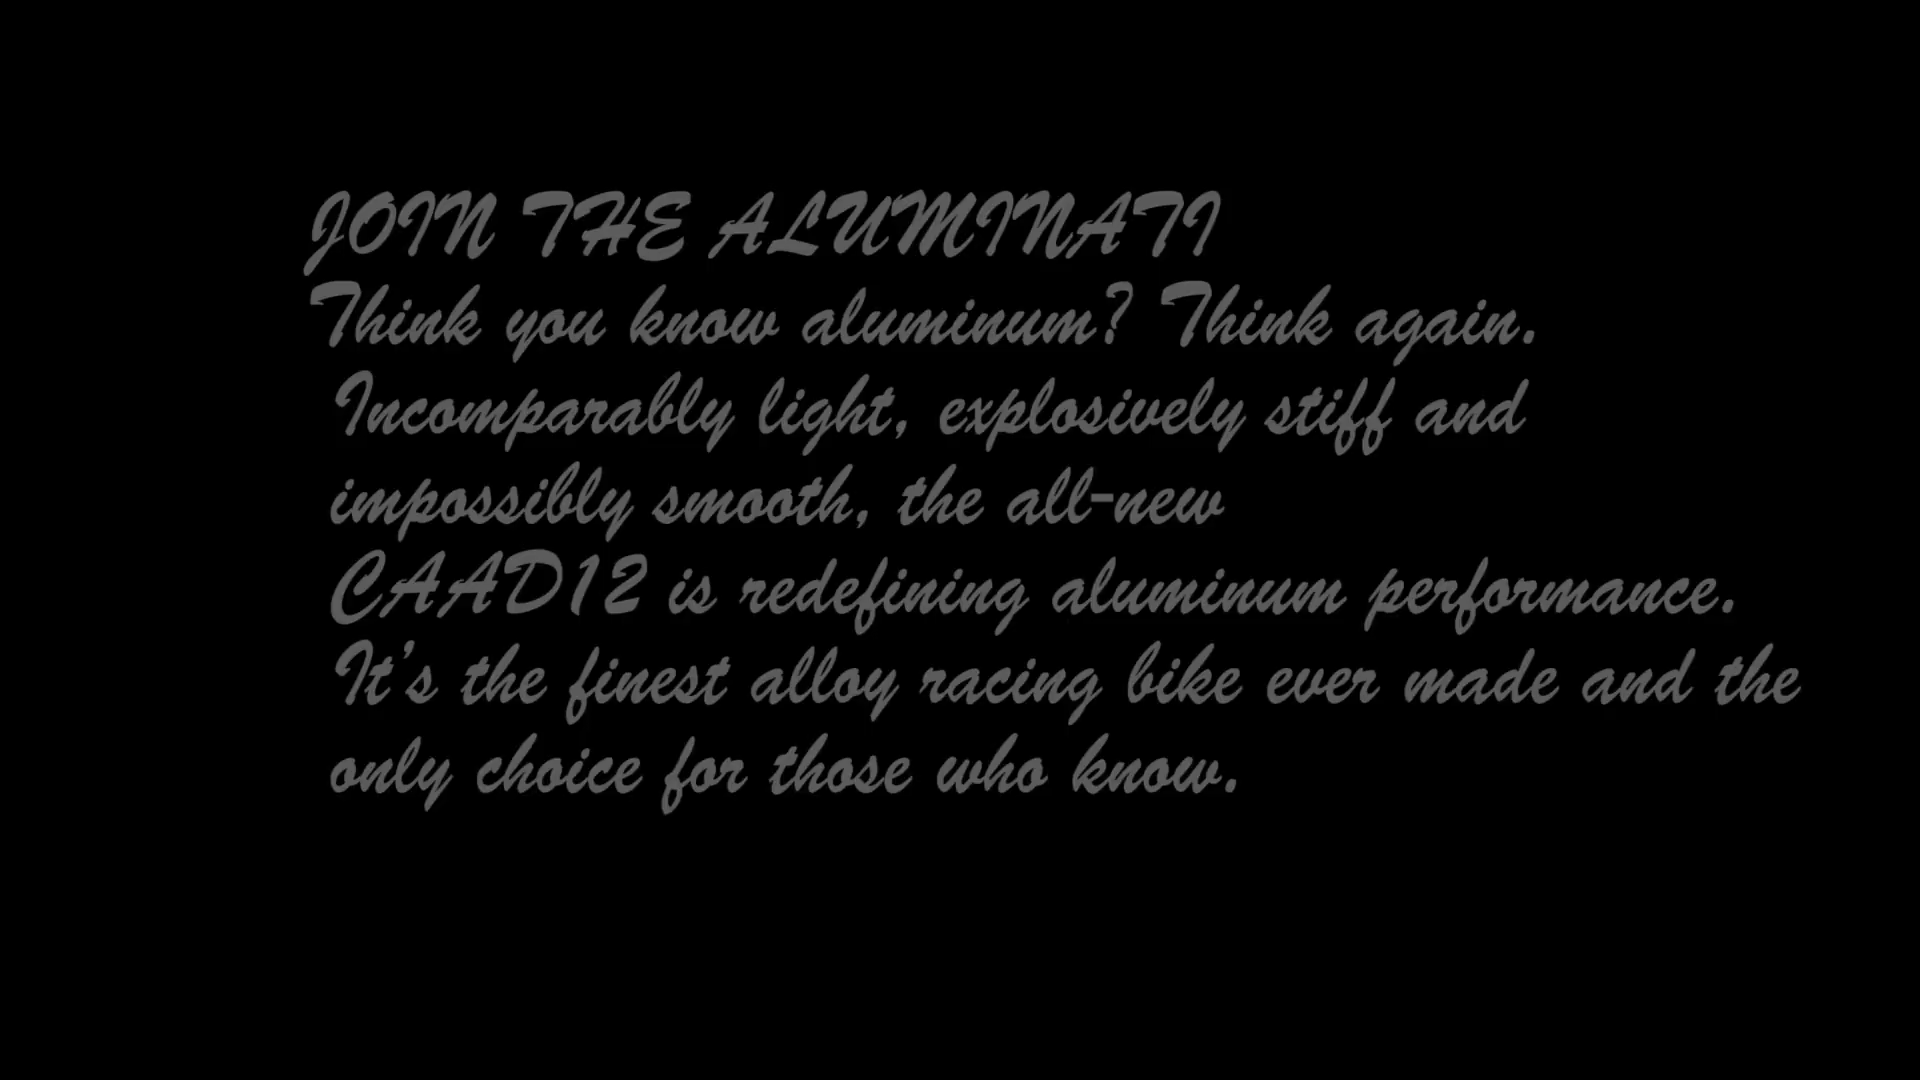 JOIN THE ALUMINATI
Think you know aluminum? Think again.
Incomparably light, explosively stiff and
impossibly smooth, the all-new
CAAD12 is redefining aluminum performance.
It's the finest alloy racing bike ever made and the
only choice for those who know.